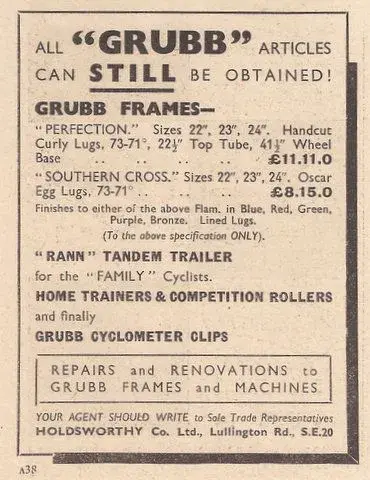 ALL "GRUBB" ARTICLES
CAN STILL BE OBTAINED!
GRUBB FRAMES—
"PERFECTION." Sizes 22", 23", 24". Handcut
Curly Lugs, 73-71°, 22½" Top Tube, 41½" Wheel
Base .. .. .. .. £11.11.0
"SOUTHERN CROSS." Sizes 22", 23", 24". Oscar
Egg Lugs, 73-71° .. .. £8.15.0
Finishes to either of the above Flam. in Blue, Red, Green,
Purple, Bronze. Lined Lugs.
(To the above specification ONLY).
"RANN" TANDEM TRAILER
for the "FAMILY" Cyclists.
HOME TRAINERS & COMPETITION ROLLERS
and finally
GRUBB CYCLOMETER CLIPS
REPAIRS and RENOVATIONS to
GRUBB FRAMES and MACHINES
YOUR AGENT SHOULD WRITE to Sole Trade Representatives
HOLDSWORTHY Co. Ltd., Lullington Rd., S.E.20
A38